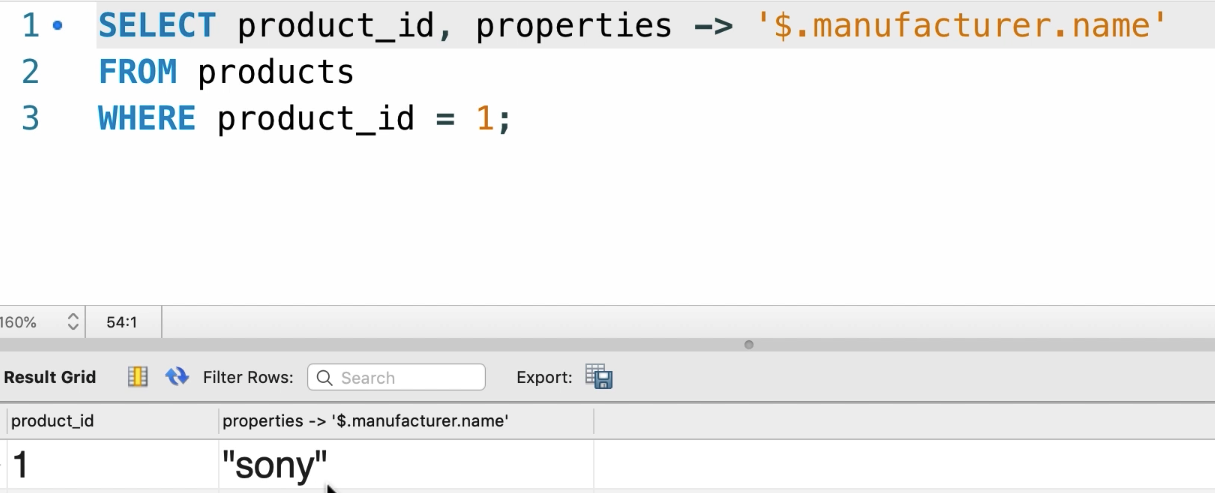 1 SELECT product_id, properties -> '$.manufacturer.name'
2 FROM products
3 WHERE product_id = 1;
160% 54:1
Result Grid Filter Rows: Search Export:
product_id properties -> '$.manufacturer.name'
1 "sony"